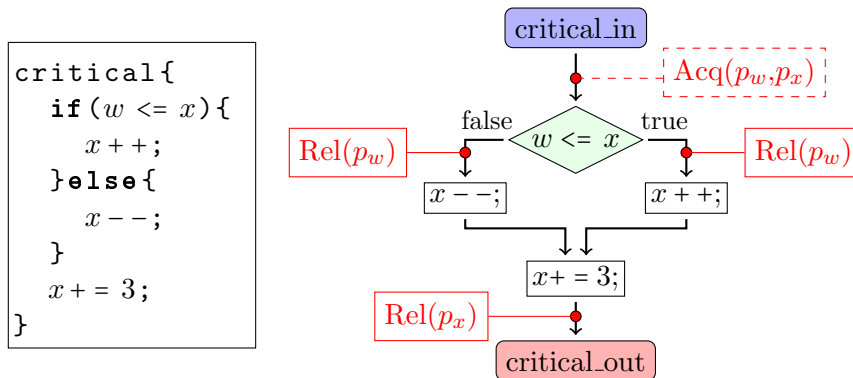 critical{
if(w <= x){
x++;
}else{
x--;
}
x+=3;
}
critical_in
Acq(p_w,p_x)
false
true
w <= x
Rel(p_w)
Rel(p_w)
x--;
x++;
x+=3;
Rel(p_x)
critical_out